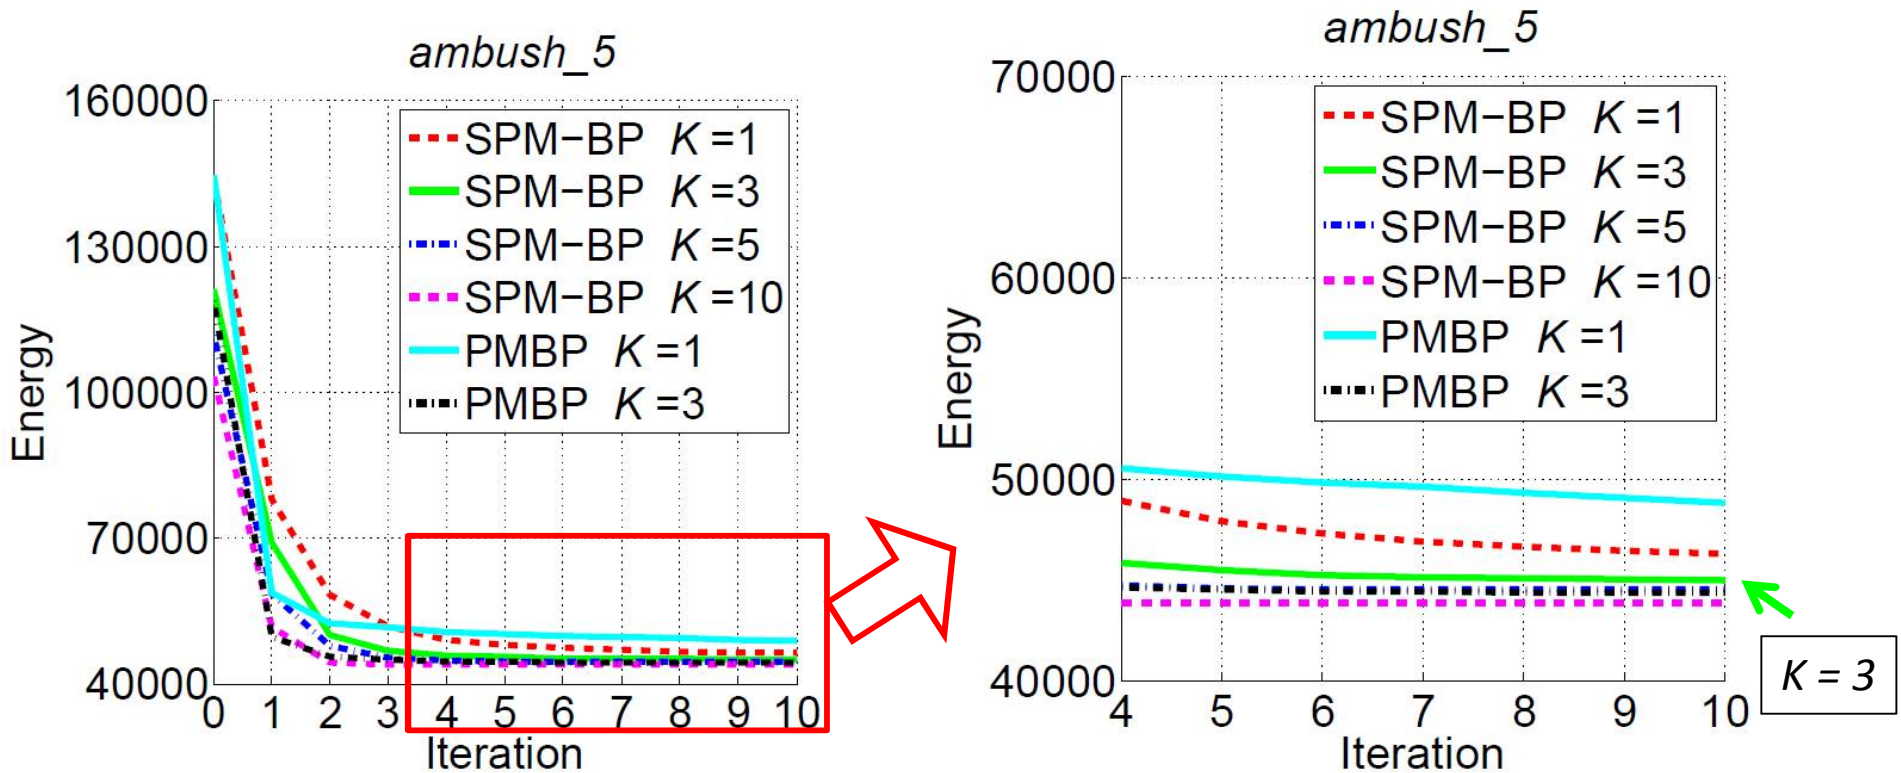 ambush_5
160000
130000
100000
70000
40000
Energy
SPM−BP K =1
SPM−BP K =3
SPM−BP K =5
SPM−BP K =10
PMBP K =1
PMBP K =3
0 1 2 3 4 5 6 7 8 9 10
Iteration
ambush_5
70000
60000
50000
40000
Energy
SPM−BP K =1
SPM−BP K =3
SPM−BP K =5
SPM−BP K =10
PMBP K =1
PMBP K =3
4 5 6 7 8 9 10
Iteration
K = 3